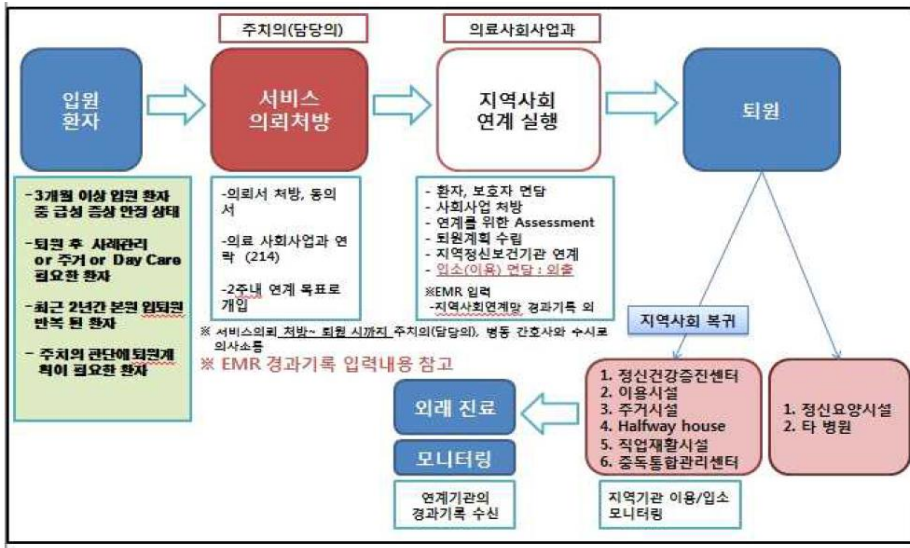 주치의(담당의)
의료사회사업과
입원
환자
서비스
의뢰처방
지역사회
연계 실행
퇴원
-3개월 이상 입원 환자
중 급성 증상 안정 상태
-퇴원 후 사례관리
or 주거 or Day Care
필요한 환자
-최근 2년간 본원 입퇴원
반복 된 환자
- 주치의 판단에 퇴원계
획이 필요한 환자
-의뢰서 처방, 동의
서
-의료 사회사업과 연
락 (214)
-2주내 연계 목표로
개입
- 환자, 보호자 면담
- 사회사업 처방
- 연계를 위한 Assessment
- 퇴원계획 수립
- 지역정신보건기관 연계
- 입소(이용) 면담 : 외출
※EMR 입력
-지역사회연계망 경과기록 외
※ 서비스의뢰 처방~ 퇴원 시까지 주치의(담당의), 병동 간호사와 수시로
의사소통
※ EMR 경과기록 입력내용 참고
지역사회 복귀
외래 진료
모니터링
연계기관의
경과기록 수신
1. 정신건강증진센터
2. 이용시설
3. 주거시설
4. Halfway house
5. 직업재활시설
6. 중독통합관리센터
지역기관 이용/입소
모니터링
1. 정신요양시설
2. 타 병원